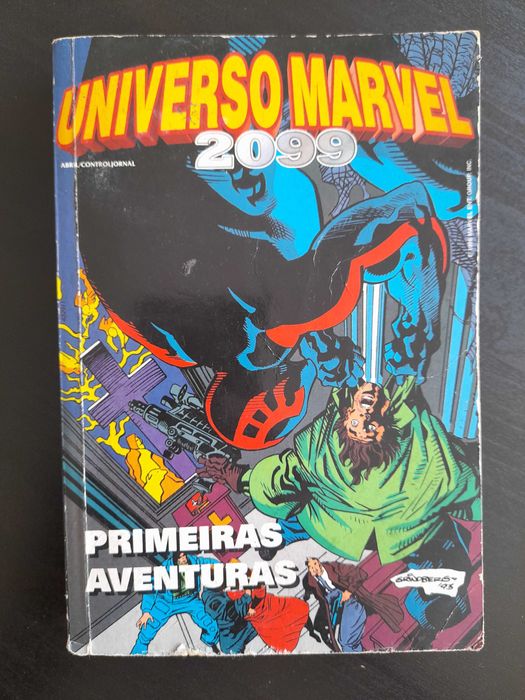 UNIVERSO MARVEL
2099
ABRIL/CONTROLJORNAL
PRIMEIRAS
AVENTURAS